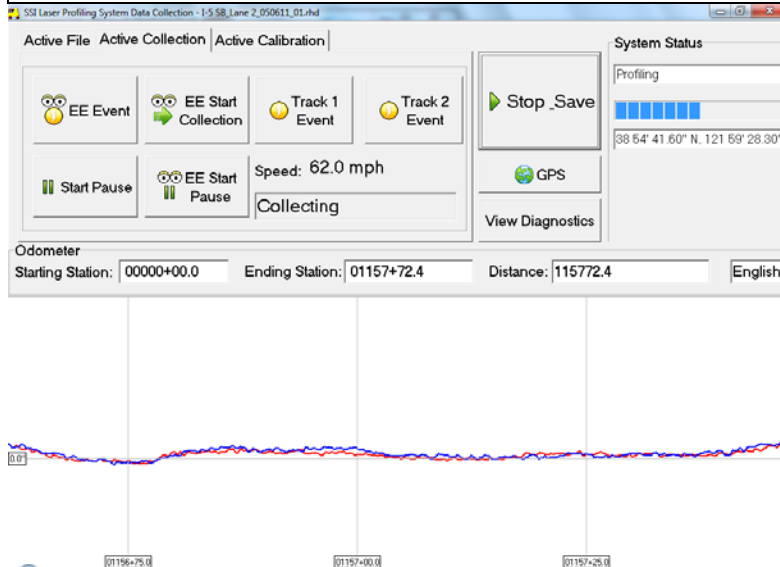 SSI Laser Profiling System Data Collection - I-5 SB_Lane 2_050611_01.rhd
Active File Active Collection Active Calibration
System Status
Profiling
38 54' 41.60" N, 121 59' 28.30"
EE Event
EE Start Collection
Track 1 Event
Track 2 Event
Stop _Save
Start Pause
EE Start Pause
Speed: 62.0 mph
Collecting
GPS
View Diagnostics
Odometer
Starting Station: 00000+00.0 Ending Station: 01157+72.4 Distance: 115772.4 English
0.0"
01156+75.0 01157+00.0 01157+25.0